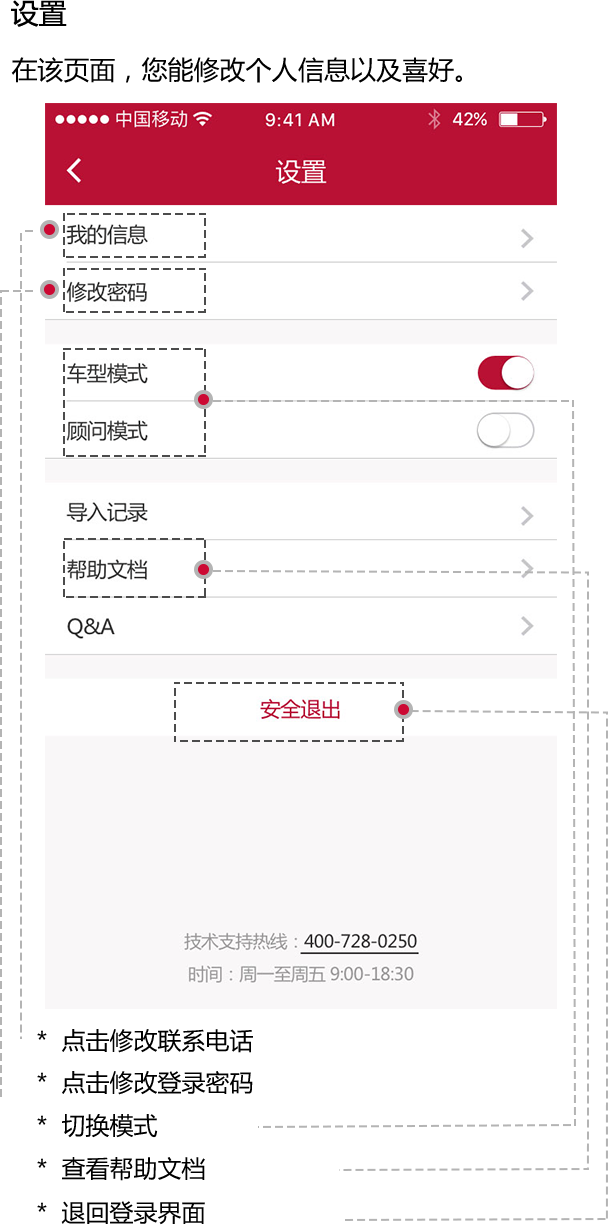 设置
在该页面，您能修改个人信息以及喜好。
中国移动 9:41 AM 42%
设置
我的信息
修改密码
车型模式
顾问模式
导入记录
帮助文档
Q&A
安全退出
技术支持热线：400-728-0250
时间：周一至周五 9:00-18:30
* 点击修改联系电话
* 点击修改登录密码
* 切换模式
* 查看帮助文档
* 退回登录界面